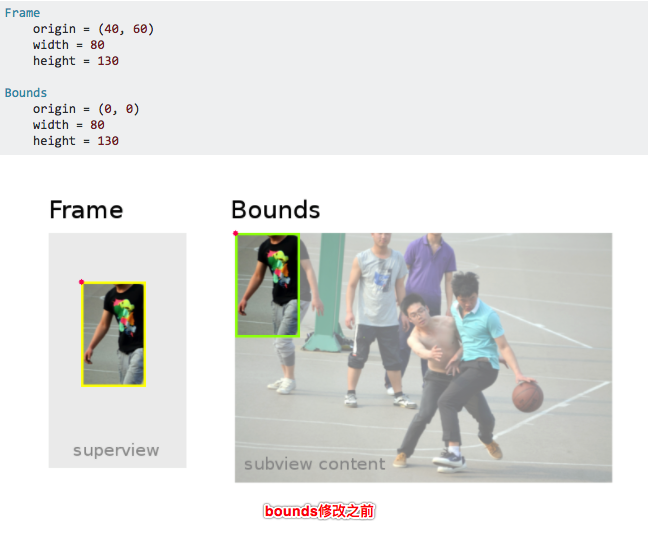 Frame
origin = (40, 60)
width = 80
height = 130
Bounds
origin = (0, 0)
width = 80
height = 130
Frame
Bounds
superview
subview content
bounds修改之前